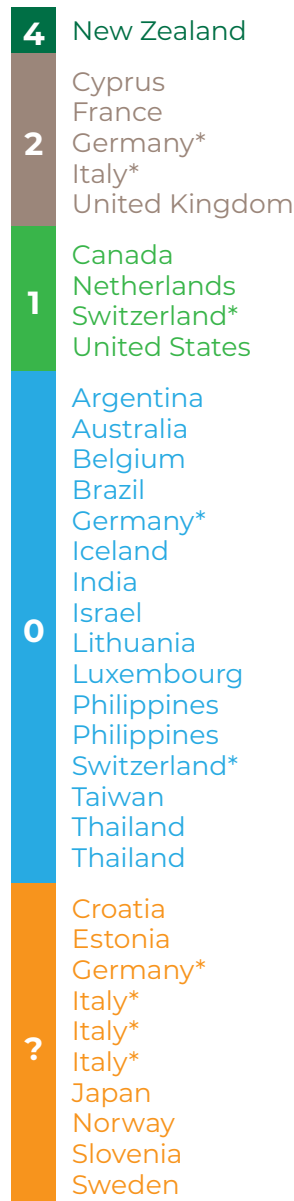 4 New Zealand
2
Cyprus
France
Germany*
Italy*
United Kingdom
1
Canada
Netherlands
Switzerland*
United States
0
Argentina
Australia
Belgium
Brazil
Germany*
Iceland
India
Israel
Lithuania
Luxembourg
Philippines
Philippines
Switzerland*
Taiwan
Thailand
Thailand
?
Croatia
Estonia
Germany*
Italy*
Italy*
Italy*
Japan
Norway
Slovenia
Sweden